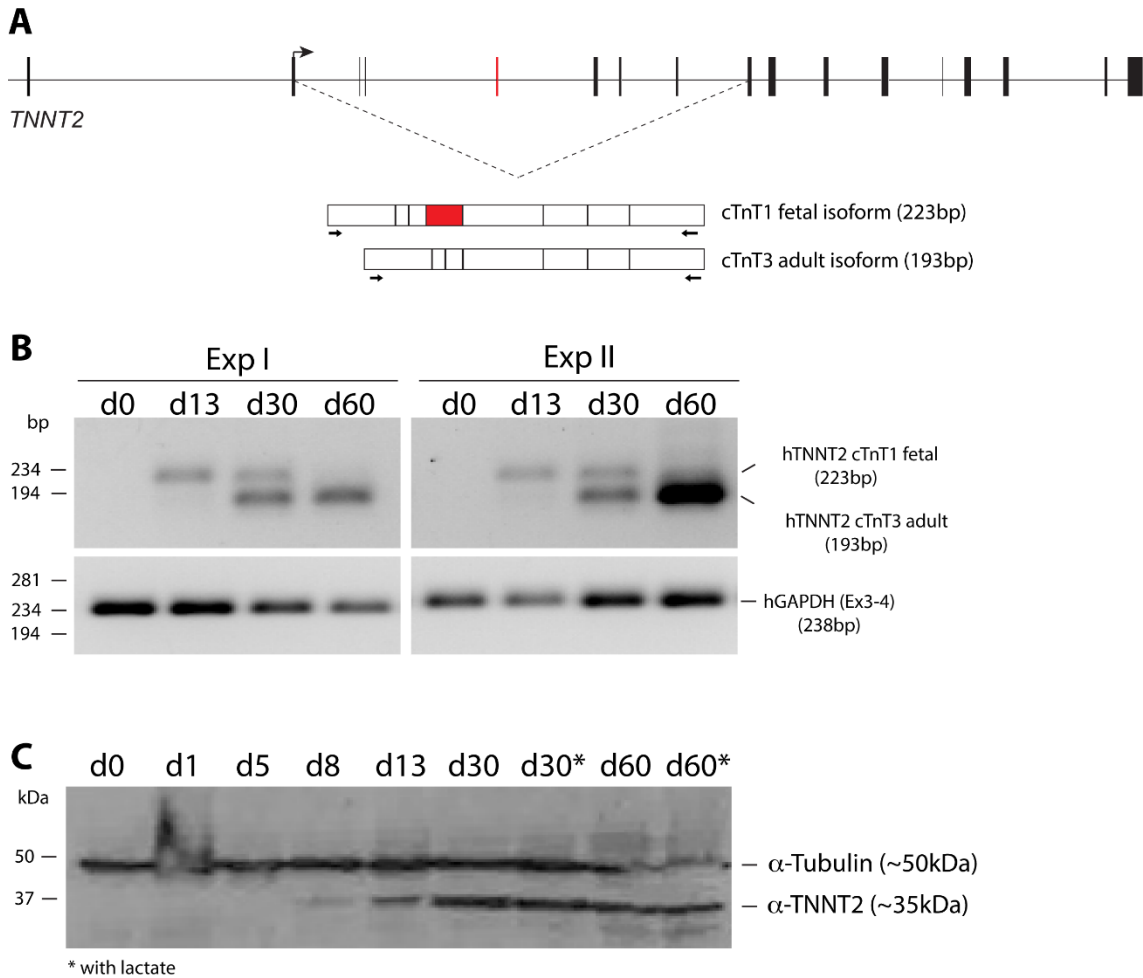 A
TNNT2
cTnT1 fetal isoform (223bp)
cTnT3 adult isoform (193bp)
B
Exp I Exp II
d0 d13 d30 d60 d0 d13 d30 d60
bp
234
194
hTNNT2 cTnT1 fetal
(223bp)
hTNNT2 cTnT3 adult
(193bp)
281
234
194
hGAPDH (Ex3-4)
(238bp)
C
d0 d1 d5 d8 d13 d30 d30* d60 d60*
kDa
50
37
α-Tubulin (~50kDa)
α-TNNT2 (~35kDa)
* with lactate